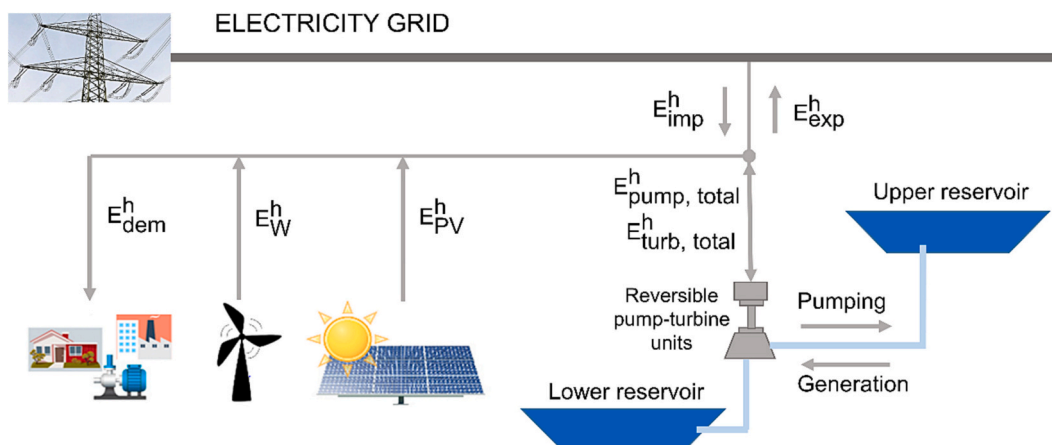 ELECTRICITY GRID
E^h_imp
E^h_exp
E^h_dem
E^h_W
E^h_PV
E^h_pump, total
E^h_turb, total
Upper reservoir
Reversible
pump-turbine
units
Pumping
Generation
Lower reservoir